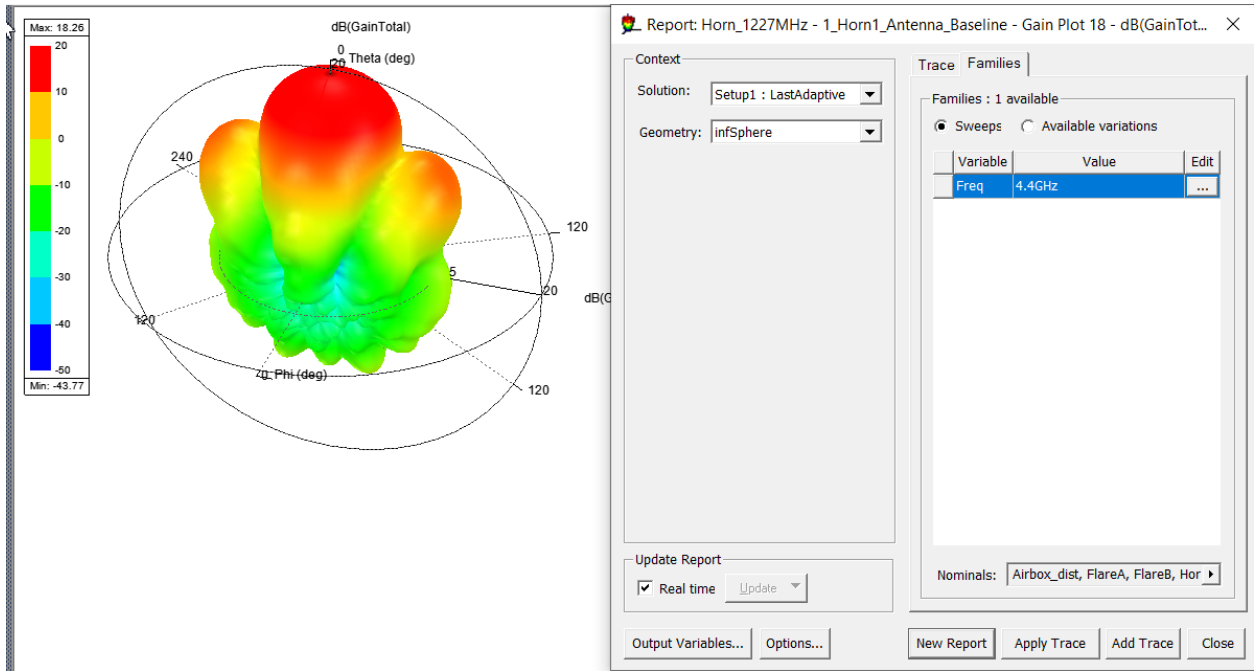 Max: 18.26
20
10
0
-10
-20
-30
-40
-50
Min: -43.77
dB(GainTotal)
0
20
Theta (deg)
240
120
5
20
dB(G
120
0
Phi (deg)
120
Report: Horn_1227MHz - 1_Horn1_Antenna_Baseline - Gain Plot 18 - dB(GainTot...
Context
Solution: Setup1 : LastAdaptive
Geometry: infSphere
Update Report
Real time Update
Output Variables... Options...
Trace Families
Families : 1 available
Sweeps Available variations
Variable Value Edit
Freq 4.4GHz ...
Nominals: Airbox_dist, FlareA, FlareB, Hor
New Report Apply Trace Add Trace Close